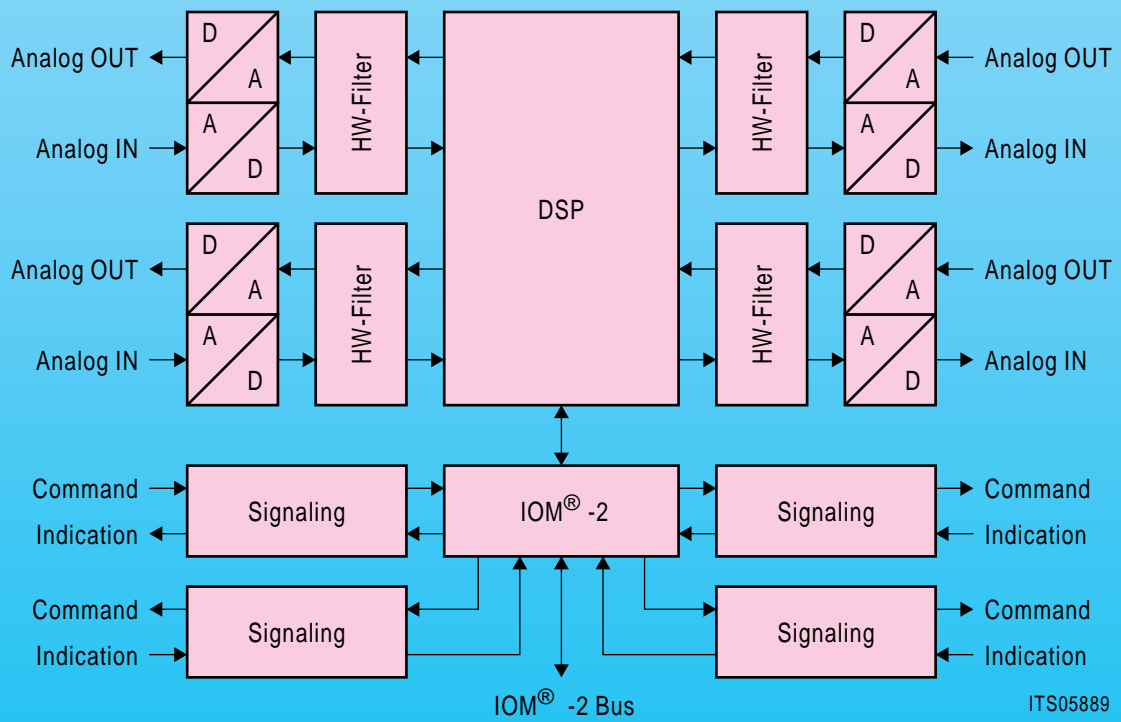 D
A
Analog OUT
A
D
Analog IN
HW-Filter
DSP
HW-Filter
D
A
Analog OUT
A
D
Analog IN
D
A
Analog OUT
A
D
Analog IN
HW-Filter
HW-Filter
D
A
Analog OUT
A
D
Analog IN
Command
Indication
Signaling
IOM® -2
Signaling
Command
Indication
Command
Indication
Signaling
Signaling
Command
Indication
IOM® -2 Bus
ITS05889